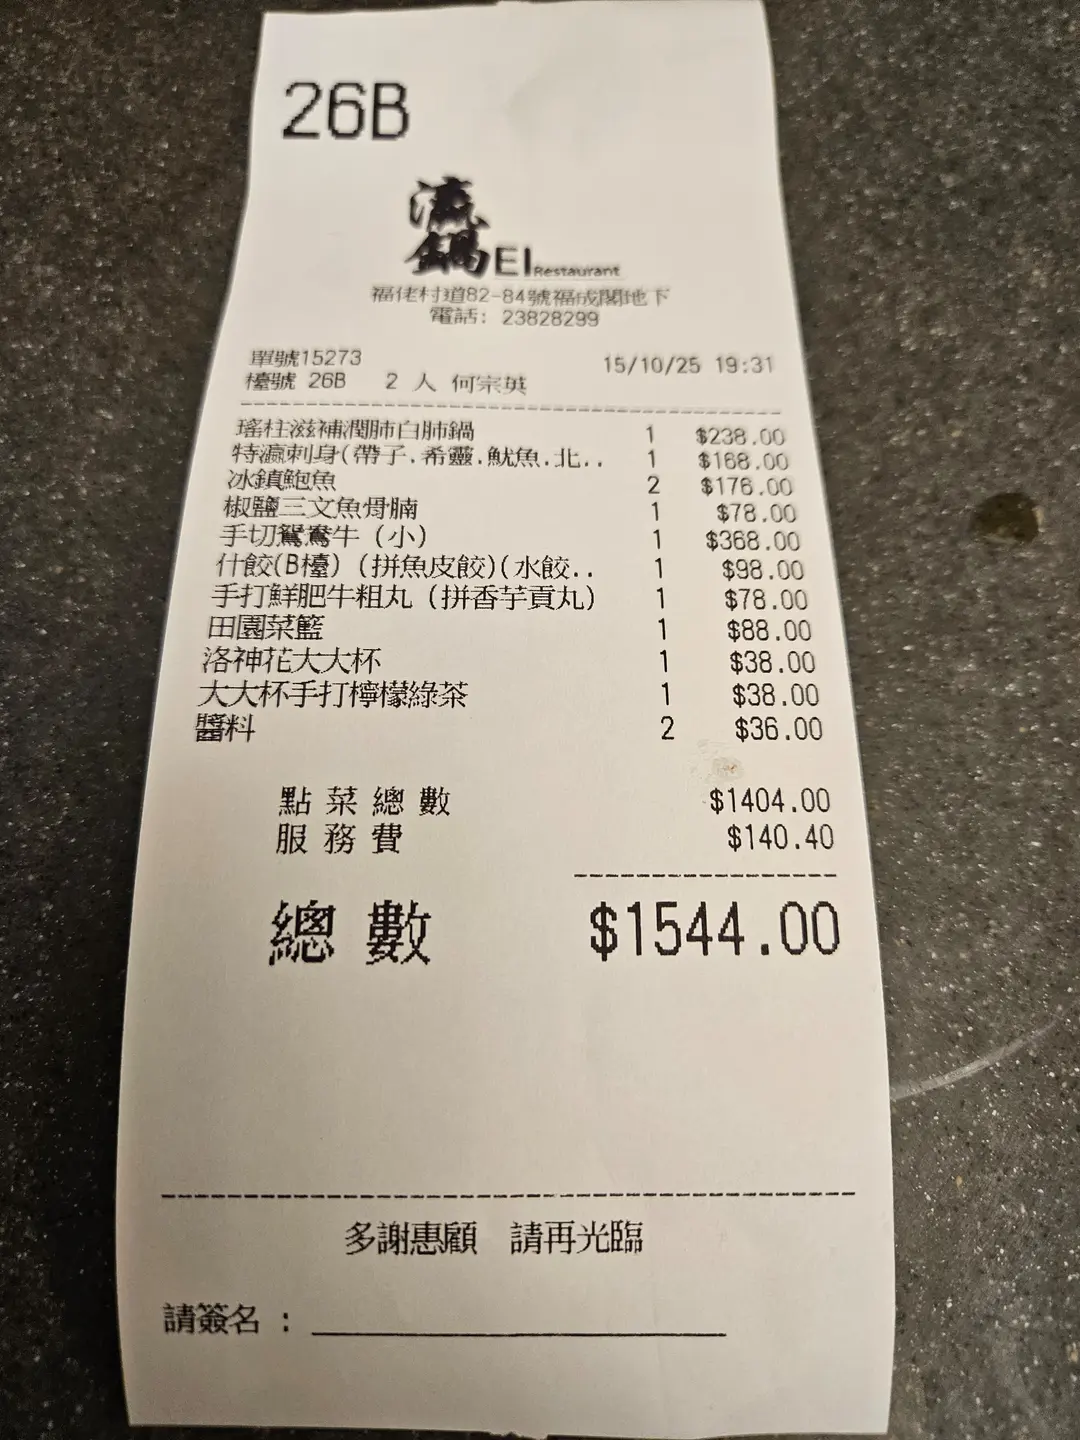 26B
瀛
鍋 EI Restaurant
福佬村道82-84號福成閣地下
電話: 23828299
單號15273 15/10/25 19:31
檯號 26B 2 人 何宗英
瑤柱滋補潤肺白肺鍋 1 $238.00
特瀛刺身(帶子.希靈.魷魚.北.. 1 $168.00
冰鎮鮑魚 2 $176.00
椒鹽三文魚骨腩 1 $78.00
手切鴛鴦牛 (小) 1 $368.00
什餃(B檯) (拼魚皮餃)(水餃.. 1 $98.00
手打鮮肥牛粗丸 (拼香芋貢丸) 1 $78.00
田園菜籃 1 $88.00
洛神花大大杯 1 $38.00
大大杯手打檸檬綠茶 1 $38.00
醬料 2 $36.00
點菜總數 $1404.00
服務費 $140.40
總數 $1544.00
多謝惠顧 請再光臨
請簽名 :